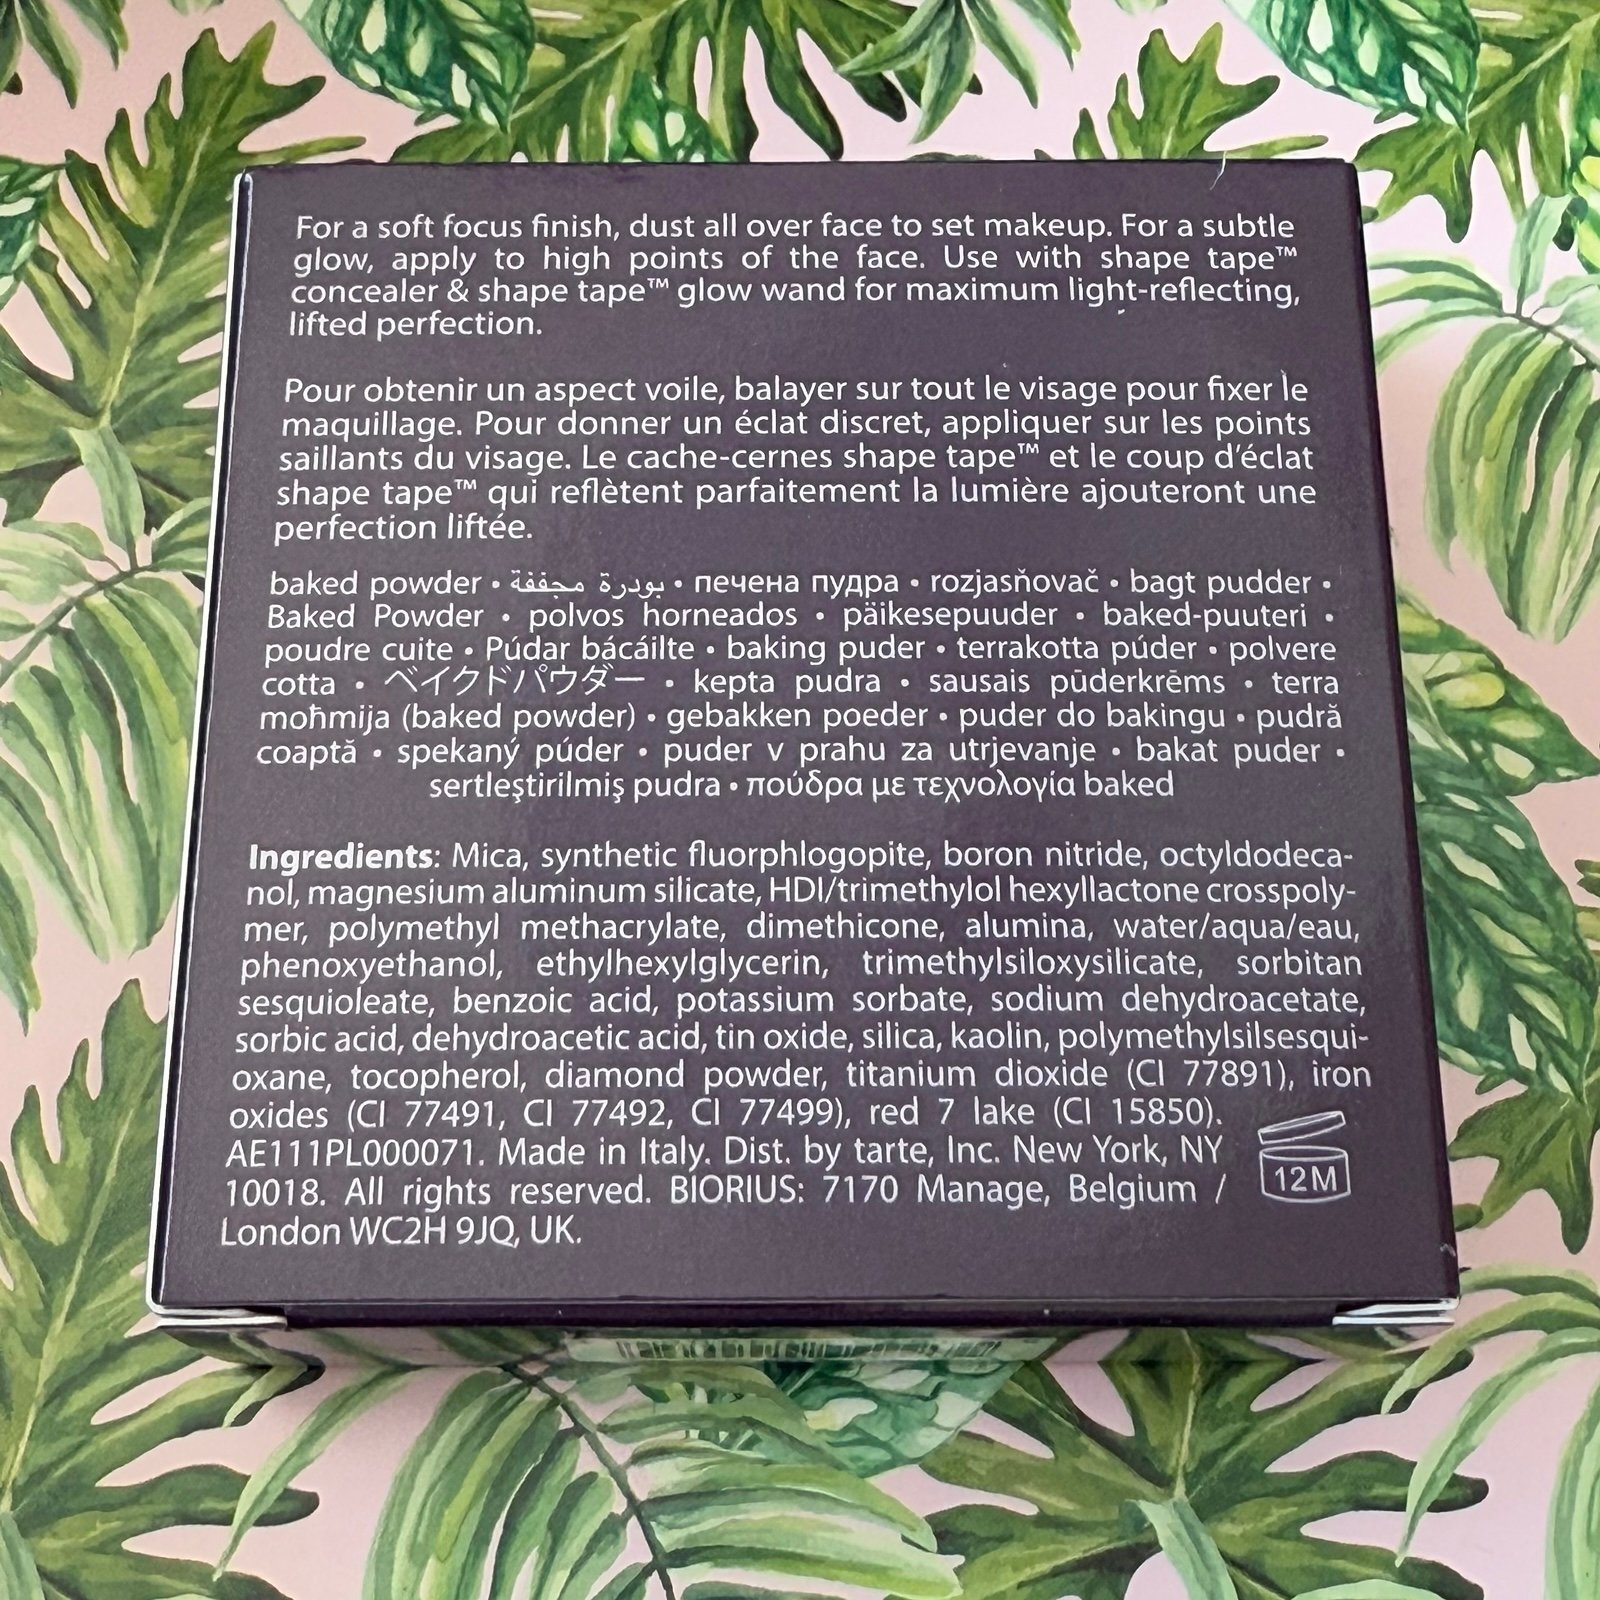 For a soft focus finish, dust all over face to set makeup. For a subtle
glow, apply to high points of the face. Use with shape tape™
concealer & shape tape™ glow wand for maximum light-reflecting,
lifted perfection.
Pour obtenir un aspect voile, balayer sur tout le visage pour fixer le
maquillage. Pour donner un éclat discret, appliquer sur les points
saillants du visage. Le cache-cernes shape tape™ et le coup d'éclat
shape tape™ qui reflètent parfaitement la lumière ajouteront une
perfection liftée.
baked powder • بودرة مجففة • печена пудра • rozjasňovač • bagt pudder •
Baked Powder • polvos horneados • päikesepuuder • baked-puuteri •
poudre cuite • Púdar bácáilte • baking puder • terrakotta púder • polvere
cotta • ベイクドパウダー • kepta pudra • sausais pūderkrēms • terra
moħmija (baked powder) • gebakken poeder • puder do bakingu • pudră
coaptă • spekaný púder • puder v prahu za utrjevanje • bakat puder •
sertleştirilmiş pudra • πούδρα με τεχνολογία baked
Ingredients: Mica, synthetic fluorphlogopite, boron nitride, octyldodeca-
nol, magnesium aluminum silicate, HDI/trimethylol hexyllactone crosspoly-
mer, polymethyl methacrylate, dimethicone, alumina, water/aqua/eau,
phenoxyethanol, ethylhexylglycerin, trimethylsiloxysilicate, sorbitan
sesquioleate, benzoic acid, potassium sorbate, sodium dehydroacetate,
sorbic acid, dehydroacetic acid, tin oxide, silica, kaolin, polymethylsilsesqui-
oxane, tocopherol, diamond powder, titanium dioxide (CI 77891), iron
oxides (CI 77491, CI 77492, CI 77499), red 7 lake (CI 15850).
AE111PL000071. Made in Italy. Dist. by tarte, Inc. New York, NY
10018. All rights reserved. BIORIUS: 7170 Manage, Belgium /
London WC2H 9JQ, UK.
12M